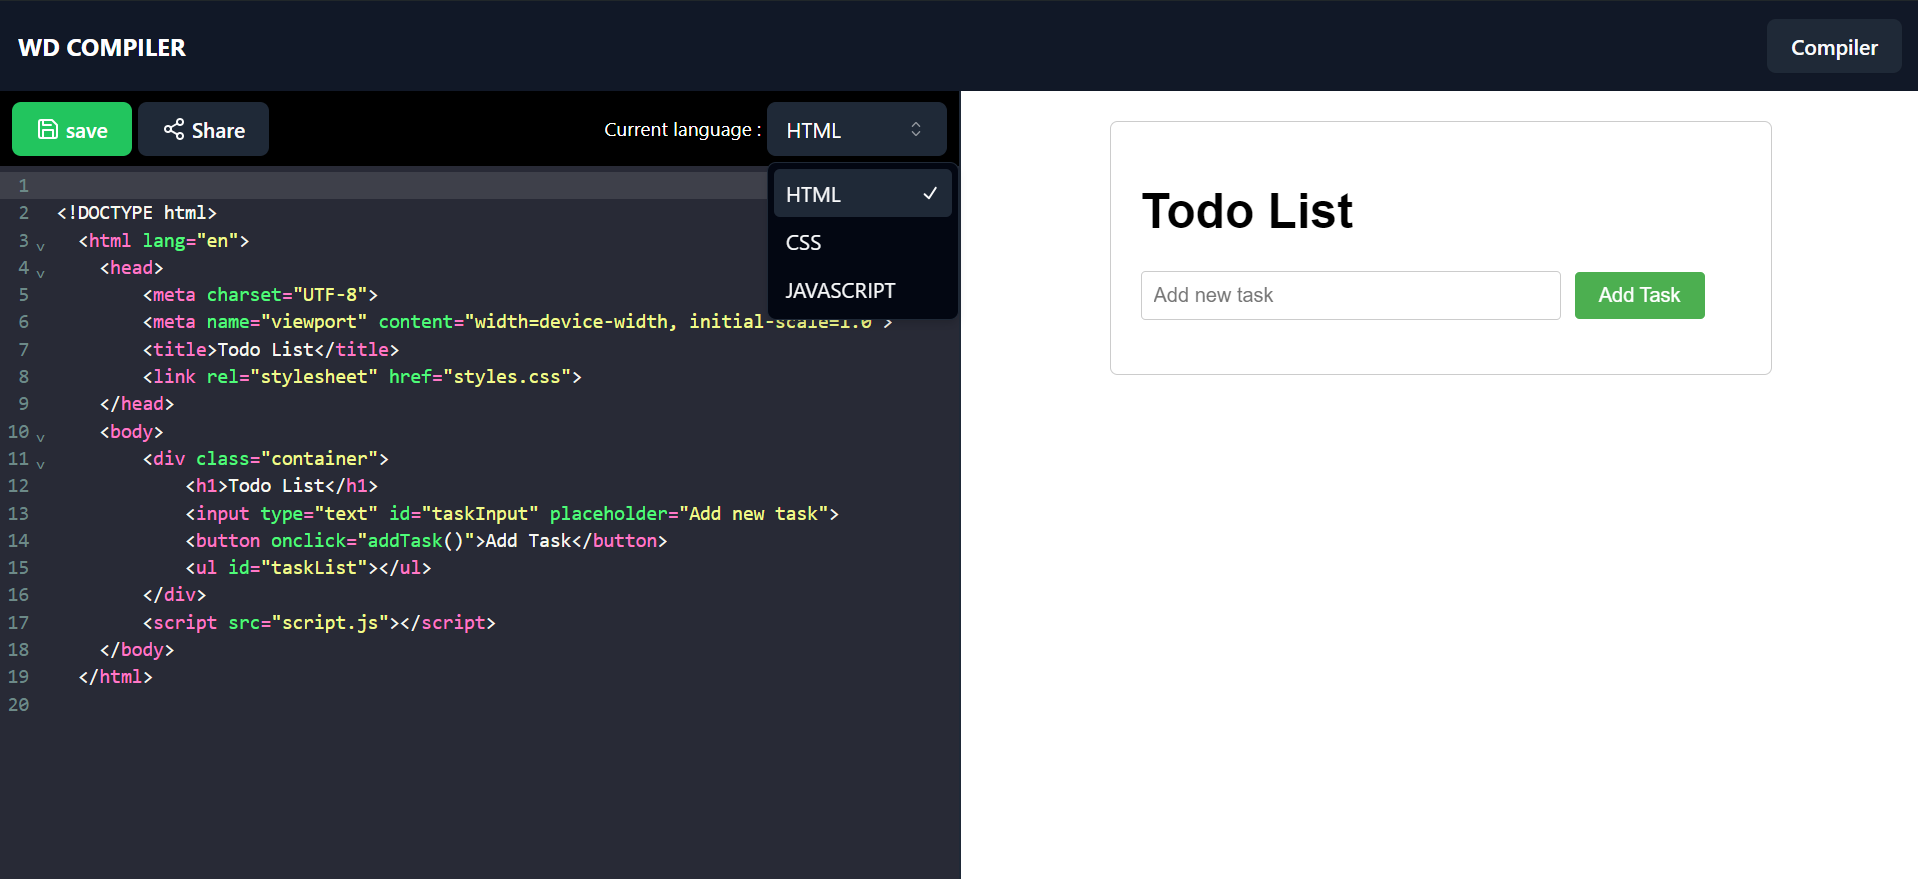 WD COMPILER
Compiler
save
Share
Current language :
HTML
HTML
CSS
JAVASCRIPT
1
2 <!DOCTYPE html>
3 <html lang="en">
4 <head>
5 <meta charset="UTF-8">
6 <meta name="viewport" content="width=device-width, initial-scale=1.0">
7 <title>Todo List</title>
8 <link rel="stylesheet" href="styles.css">
9 </head>
10 <body>
11 <div class="container">
12 <h1>Todo List</h1>
13 <input type="text" id="taskInput" placeholder="Add new task">
14 <button onclick="addTask()">Add Task</button>
15 <ul id="taskList"></ul>
16 </div>
17 <script src="script.js"></script>
18 </body>
19 </html>
20
Todo List
Add new task
Add Task